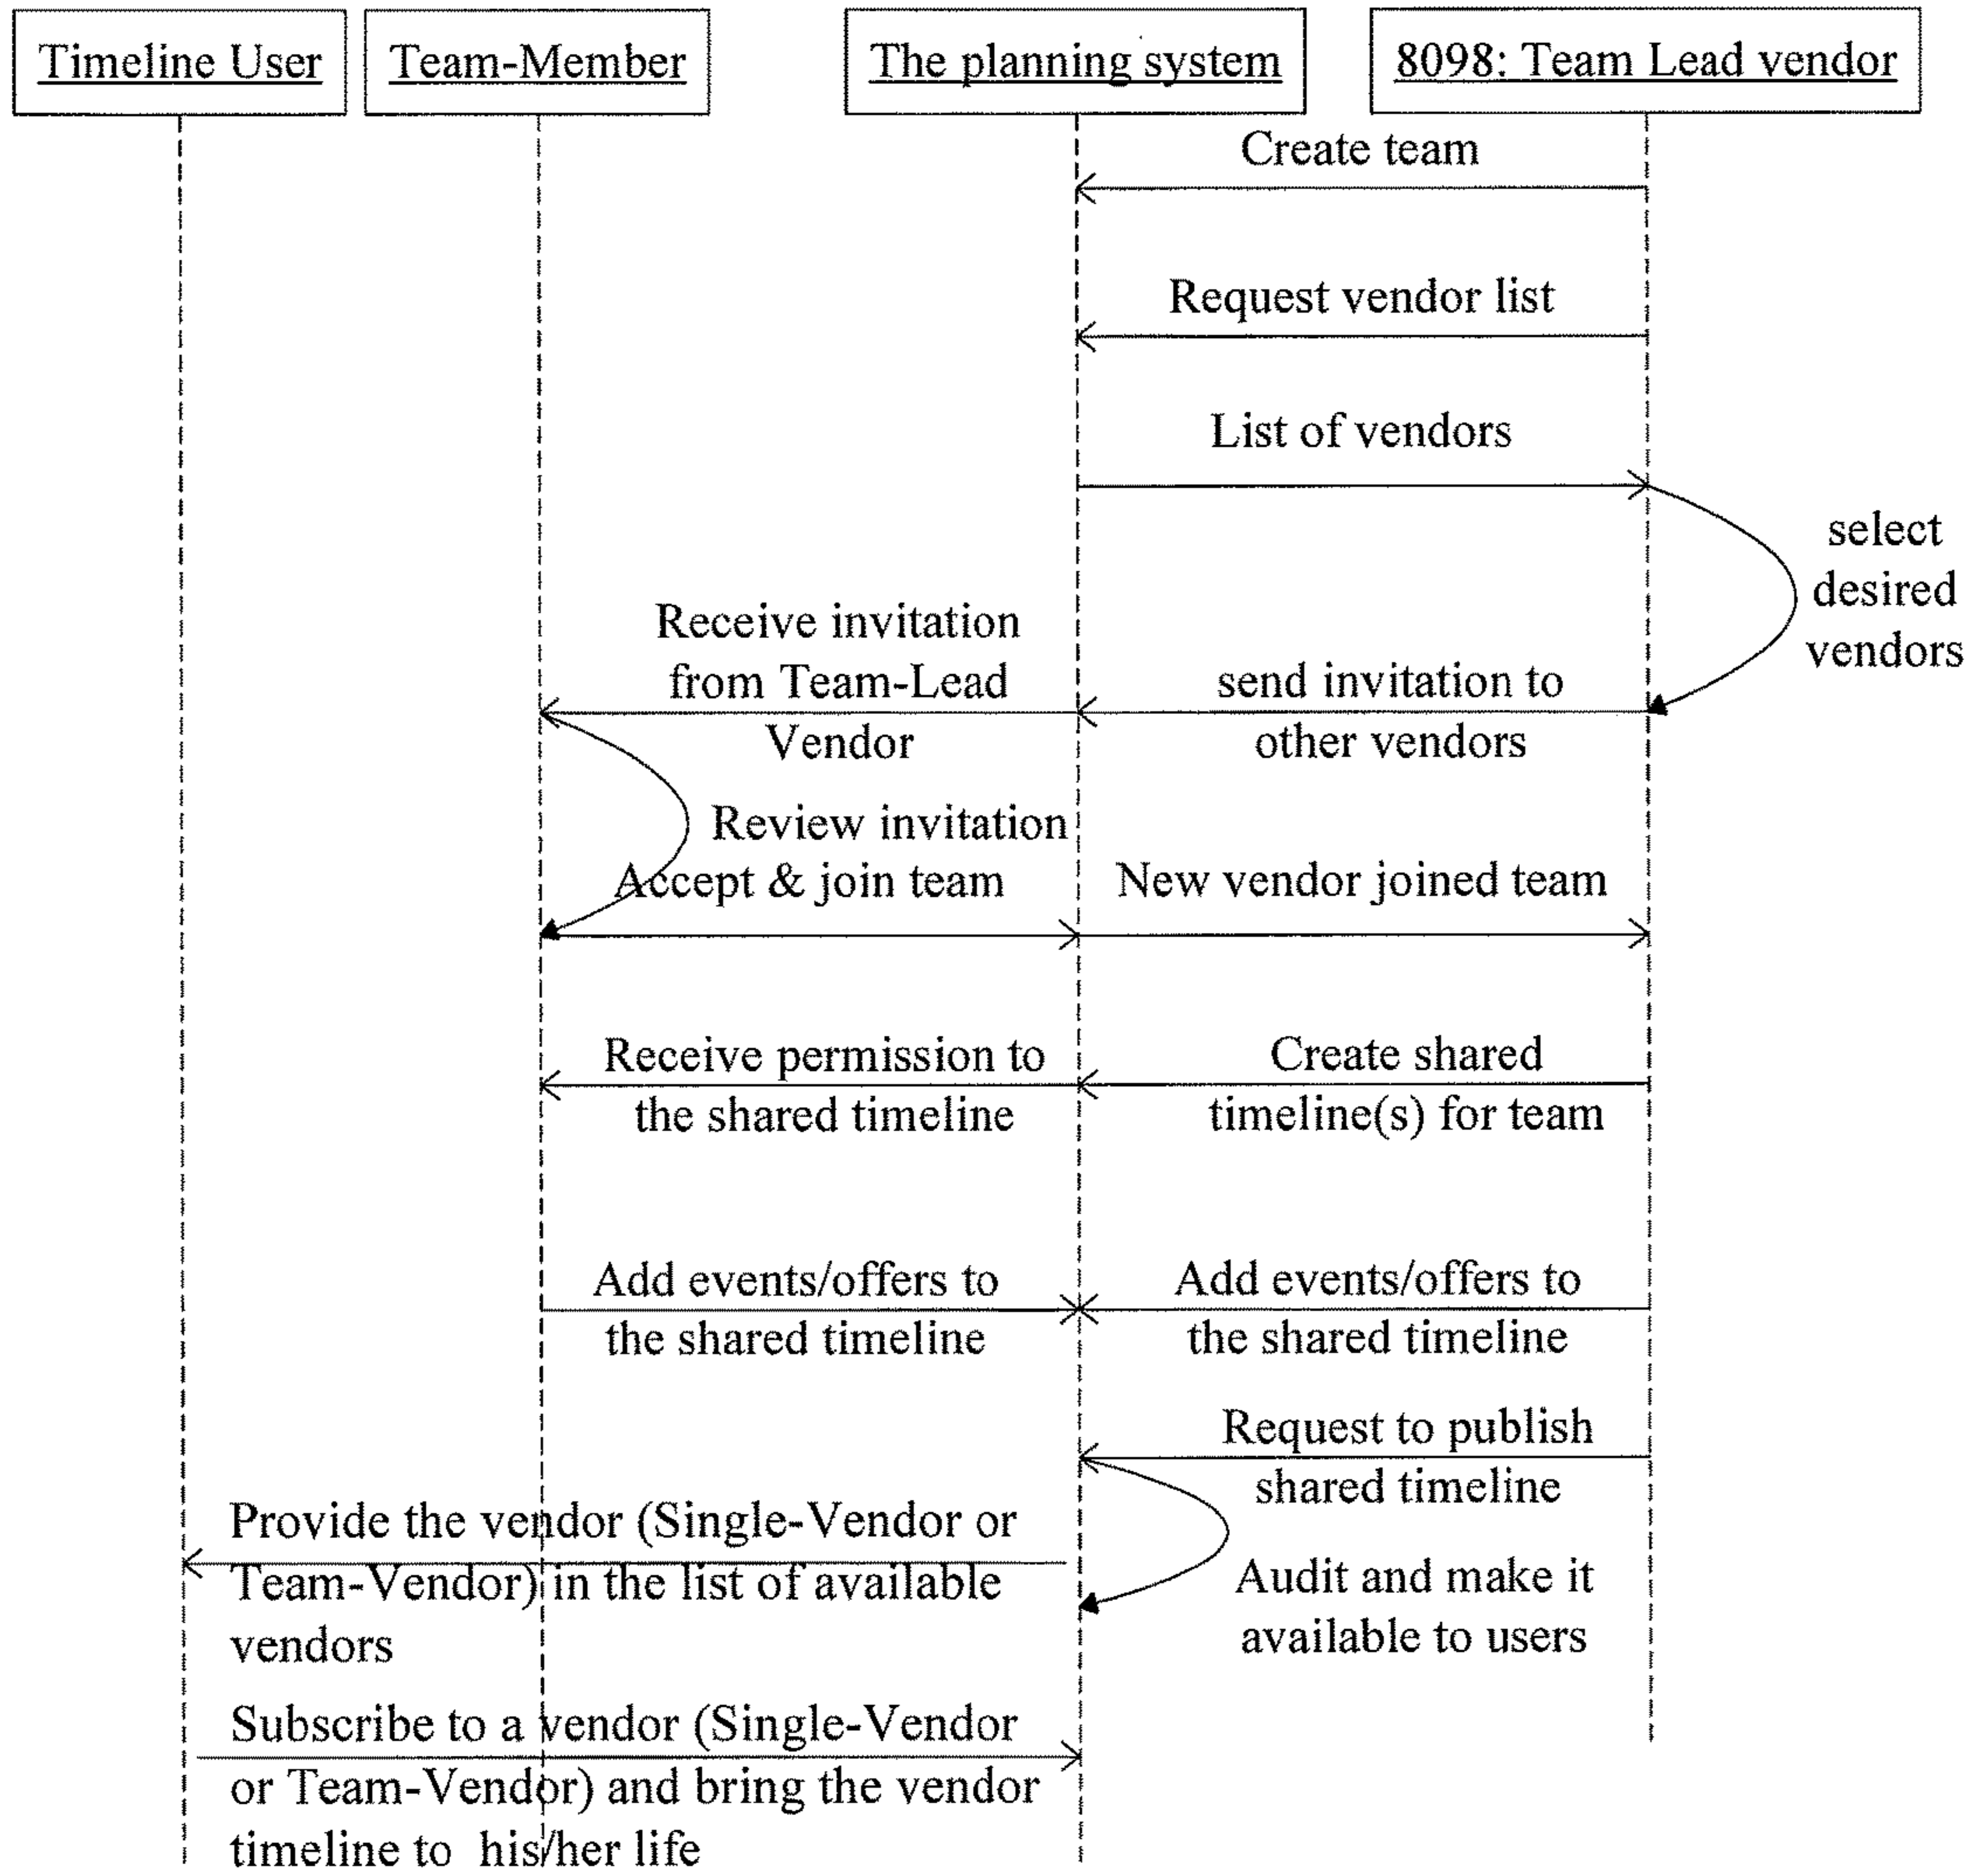 Timeline User
Team-Member
The planning system
8098: Team Lead vendor
Create team
Request vendor list
List of vendors
select
desired
vendors
Receive invitation
from Team-Lead
Vendor
send invitation to
other vendors
Review invitation
Accept & join team
New vendor joined team
Receive permission to
the shared timeline
Create shared
timeline(s) for team
Add events/offers to
the shared timeline
Add events/offers to
the shared timeline
Request to publish
shared timeline
Provide the vendor (Single-Vendor or
Team-Vendor) in the list of available
vendors
Audit and make it
available to users
Subscribe to a vendor (Single-Vendor
or Team-Vendor) and bring the vendor
timeline to his/her life